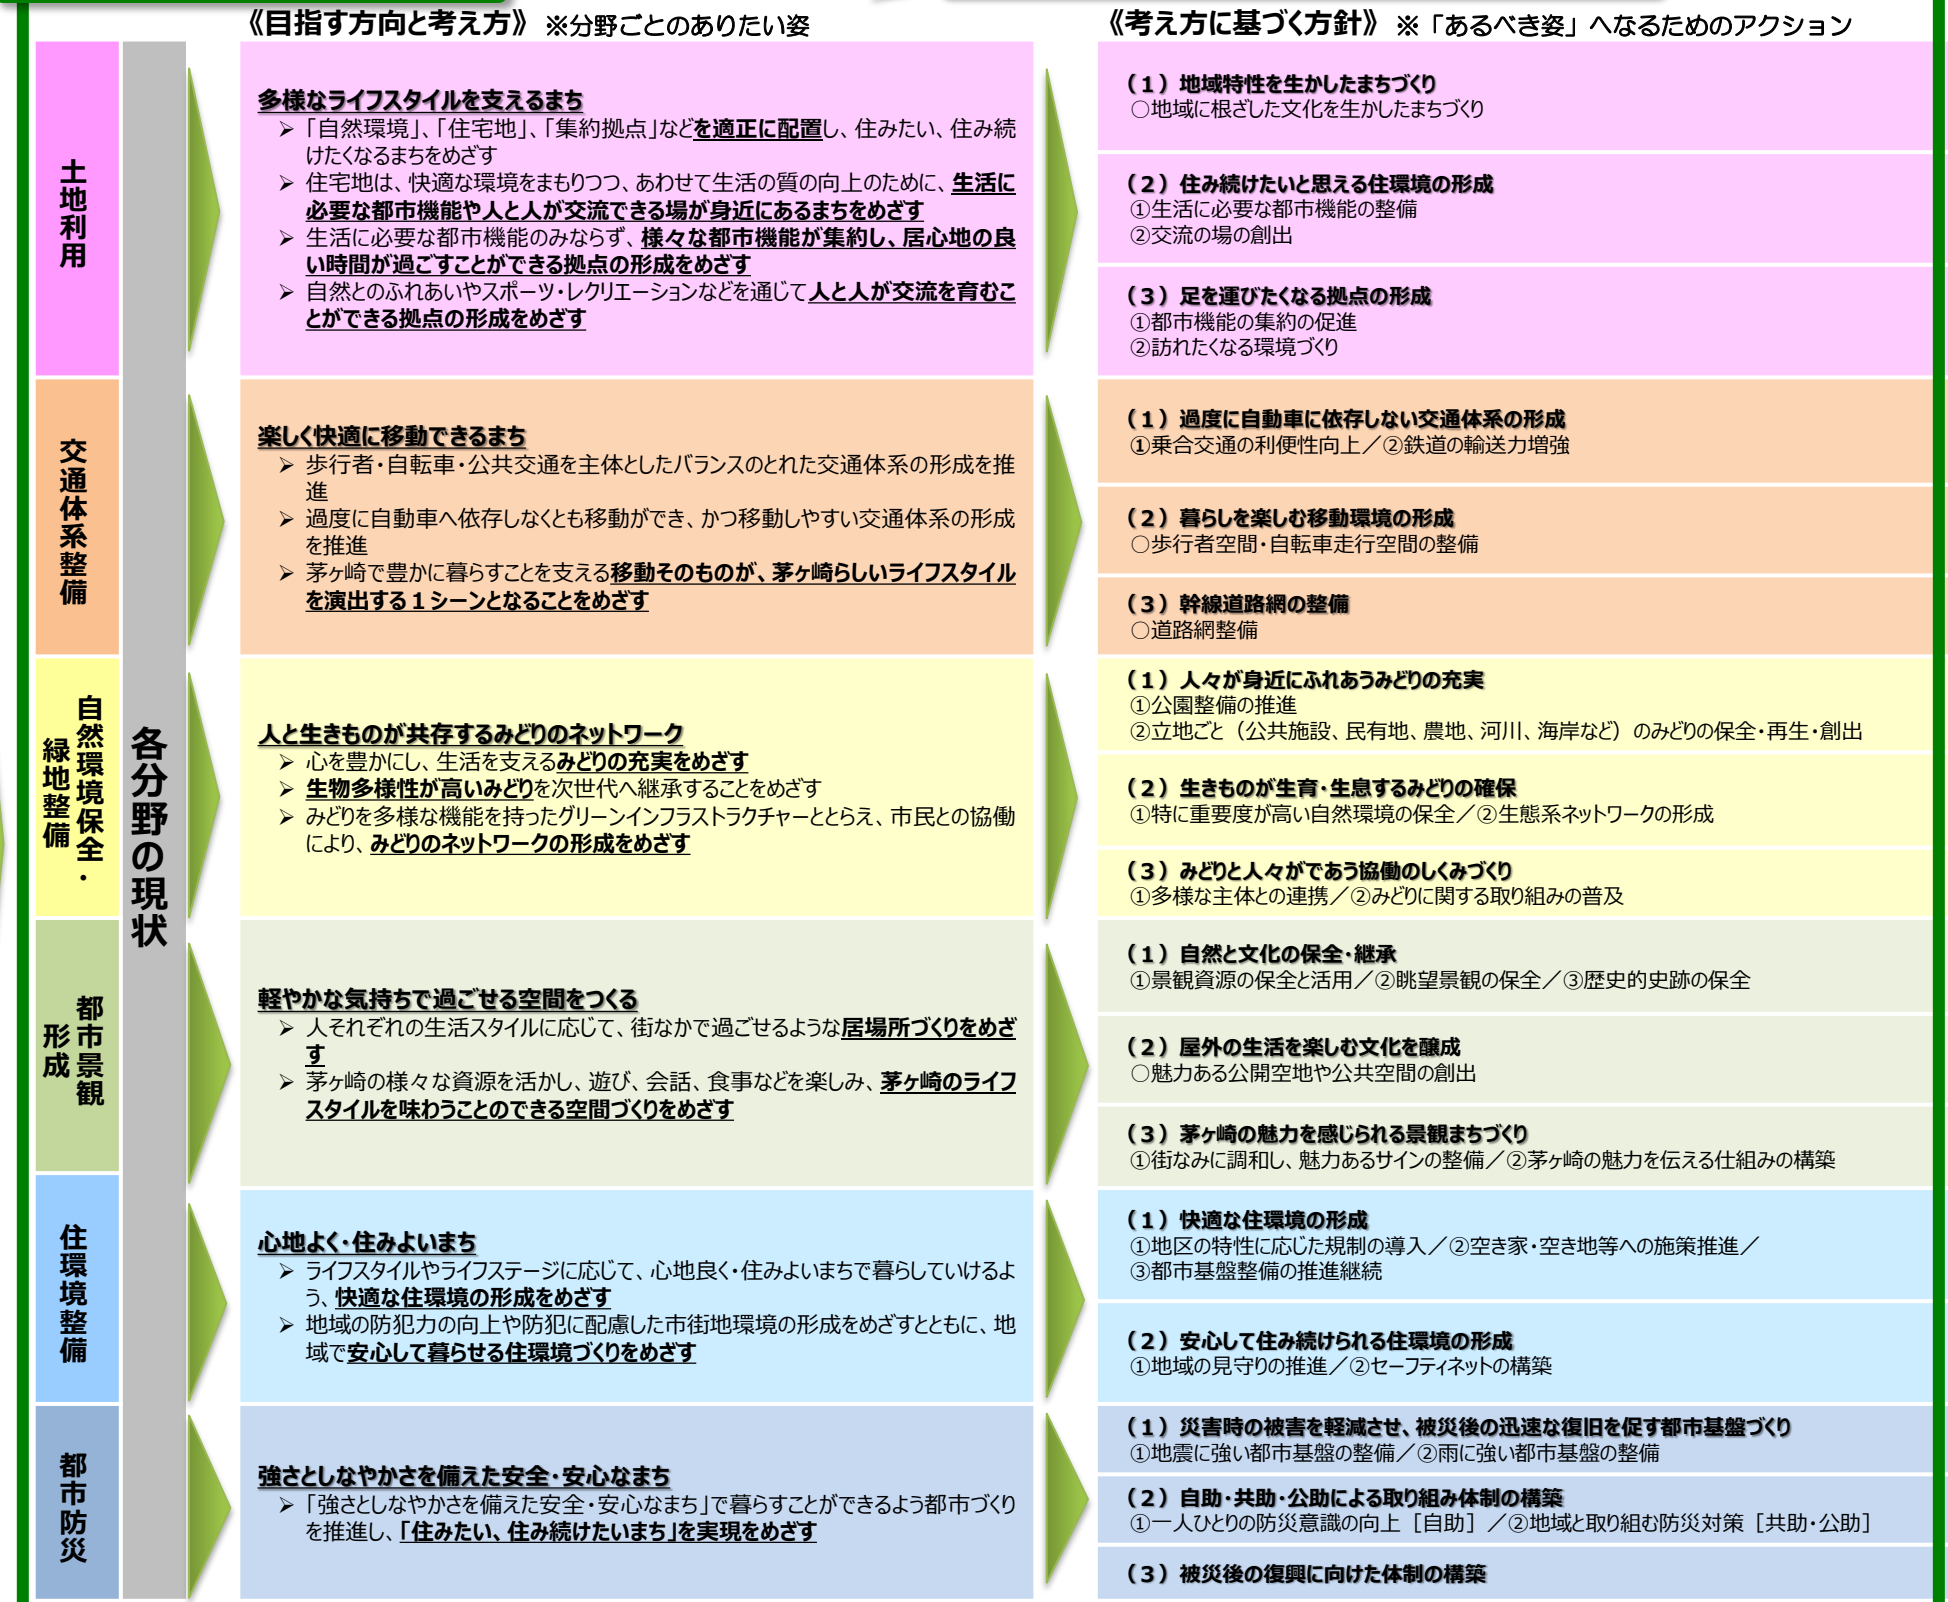 《目指す方向と考え方》 ※分野ごとのありたい姿
《考え方に基づく方針》 ※「あるべき姿」へなるためのアクション
各分野の現状
土地利用
多様なライフスタイルを支えるまち
➢ 「自然環境」、「住宅地」、「集約拠点」などを適正に配置し、住みたい、住み続
けたくなるまちをめざす
➢ 住宅地は、快適な環境をまもりつつ、あわせて生活の質の向上のために、生活に
必要な都市機能や人と人が交流できる場が身近にあるまちをめざす
➢ 生活に必要な都市機能のみならず、様々な都市機能が集約し、居心地の良
い時間が過ごすことができる拠点の形成をめざす
➢ 自然とのふれあいやスポーツ・レクリエーションなどを通じて人と人が交流を育むこ
とができる拠点の形成をめざす
（１）地域特性を生かしたまちづくり
○地域に根ざした文化を生かしたまちづくり
（２）住み続けたいと思える住環境の形成
①生活に必要な都市機能の整備
②交流の場の創出
（３）足を運びたくなる拠点の形成
①都市機能の集約の促進
②訪れたくなる環境づくり
交通体系整備
楽しく快適に移動できるまち
➢ 歩行者・自転車・公共交通を主体としたバランスのとれた交通体系の形成を推
進
➢ 過度に自動車へ依存しなくとも移動ができ、かつ移動しやすい交通体系の形成
を推進
➢ 茅ヶ崎で豊かに暮らすことを支える移動そのものが、茅ヶ崎らしいライフスタイル
を演出する１シーンとなることをめざす
（１）過度に自動車に依存しない交通体系の形成
①乗合交通の利便性向上／②鉄道の輸送力増強
（２）暮らしを楽しむ移動環境の形成
○歩行者空間・自転車走行空間の整備
（３）幹線道路網の整備
○道路網整備
自然環境保全・
緑地整備
人と生きものが共存するみどりのネットワーク
➢ 心を豊かにし、生活を支えるみどりの充実をめざす
➢ 生物多様性が高いみどりを次世代へ継承することをめざす
➢ みどりを多様な機能を持ったグリーンインフラストラクチャーととらえ、市民との協働
により、みどりのネットワークの形成をめざす
（１）人々が身近にふれあうみどりの充実
①公園整備の推進
②立地ごと（公共施設、民有地、農地、河川、海岸など）のみどりの保全・再生・創出
（２）生きものが生育・生息するみどりの確保
①特に重要度が高い自然環境の保全／②生態系ネットワークの形成
（３）みどりと人々がであう協働のしくみづくり
①多様な主体との連携／②みどりに関する取り組みの普及
都市景観
形成
軽やかな気持ちで過ごせる空間をつくる
➢ 人それぞれの生活スタイルに応じて、街なかで過ごせるような居場所づくりをめざ
す
➢ 茅ヶ崎の様々な資源を活かし、遊び、会話、食事などを楽しみ、茅ヶ崎のライフ
スタイルを味わうことのできる空間づくりをめざす
（１）自然と文化の保全・継承
①景観資源の保全と活用／②眺望景観の保全／③歴史的史跡の保全
（２）屋外の生活を楽しむ文化を醸成
○魅力ある公開空地や公共空間の創出
（３）茅ヶ崎の魅力を感じられる景観まちづくり
①街なみに調和し、魅力あるサインの整備／②茅ヶ崎の魅力を伝える仕組みの構築
住環境整備
心地よく・住みよいまち
➢ ライフスタイルやライフステージに応じて、心地良く・住みよいまちで暮らしていけるよ
う、快適な住環境の形成をめざす
➢ 地域の防犯力の向上や防犯に配慮した市街地環境の形成をめざすとともに、地
域で安心して暮らせる住環境づくりをめざす
（１）快適な住環境の形成
①地区の特性に応じた規制の導入／②空き家・空き地等への施策推進／
③都市基盤整備の推進継続
（２）安心して住み続けられる住環境の形成
①地域の見守りの推進／②セーフティネットの構築
都市防災
強さとしなやかさを備えた安全・安心なまち
➢ 「強さとしなやかさを備えた安全・安心なまち」で暮らすことができるよう都市づくり
を推進し、「住みたい、住み続けたいまち」を実現をめざす
（１）災害時の被害を軽減させ、被災後の迅速な復旧を促す都市基盤づくり
①地震に強い都市基盤の整備／②雨に強い都市基盤の整備
（２）自助・共助・公助による取り組み体制の構築
①一人ひとりの防災意識の向上［自助］／②地域と取り組む防災対策［共助・公助］
（３）被災後の復興に向けた体制の構築